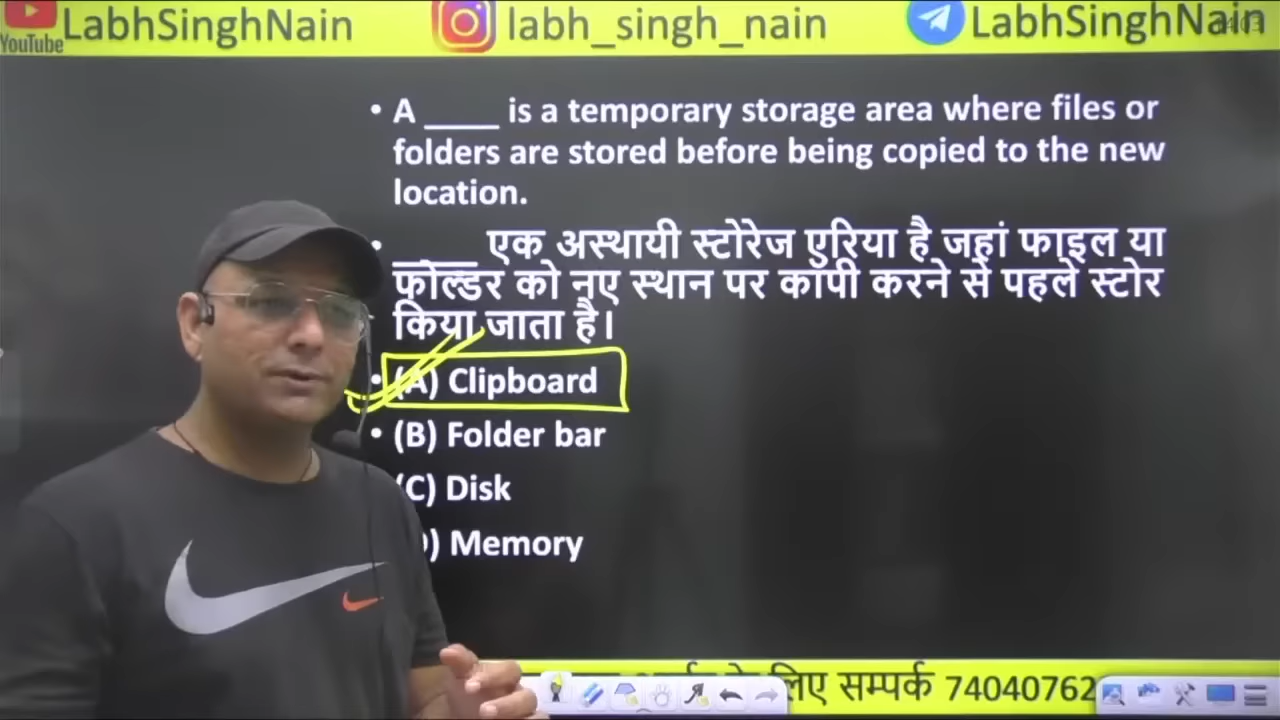 YouTube LabhSinghNain labh_singh_nain LabhSinghNain
• A ____ is a temporary storage area where files or
folders are stored before being copied to the new
location.
• ____ एक अस्थायी स्टोरेज एरिया है जहां फाइल या
फोल्डर को नए स्थान पर कॉपी करने से पहले स्टोर
किया जाता है।
• (A) Clipboard
• (B) Folder bar
(C) Disk
) Memory
लिए सम्पर्क 74040762